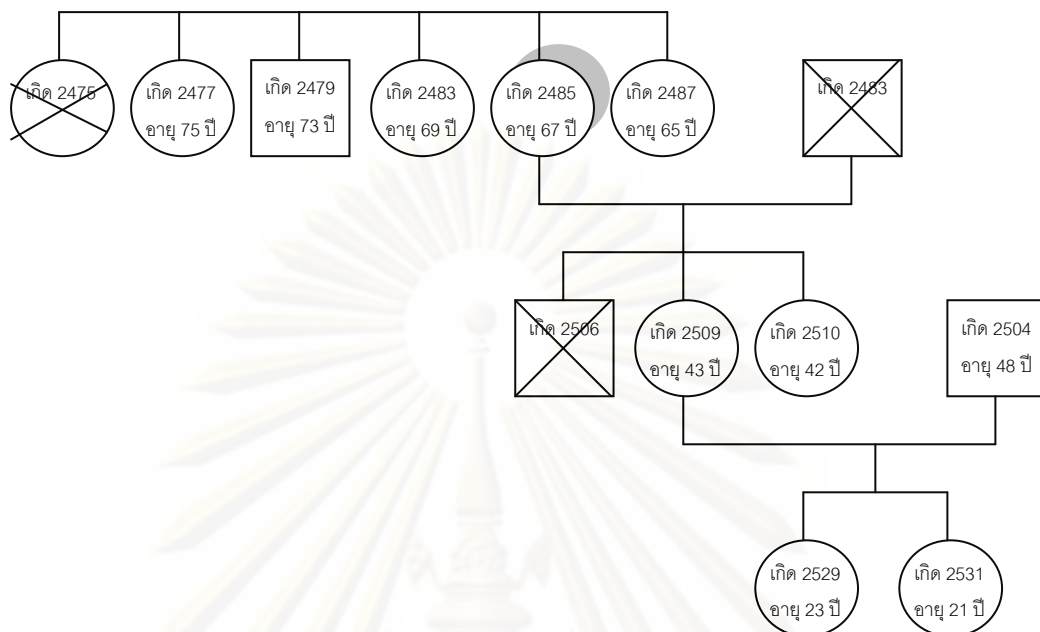 เกิด 2475
เกิด 2477
อายุ 75 ปี
เกิด 2479
อายุ 73 ปี
เกิด 2483
อายุ 69 ปี
เกิด 2485
อายุ 67 ปี
เกิด 2487
อายุ 65 ปี
เกิด 2483
เกิด 2506
เกิด 2509
อายุ 43 ปี
เกิด 2510
อายุ 42 ปี
เกิด 2504
อายุ 48 ปี
เกิด 2529
อายุ 23 ปี
เกิด 2531
อายุ 21 ปี